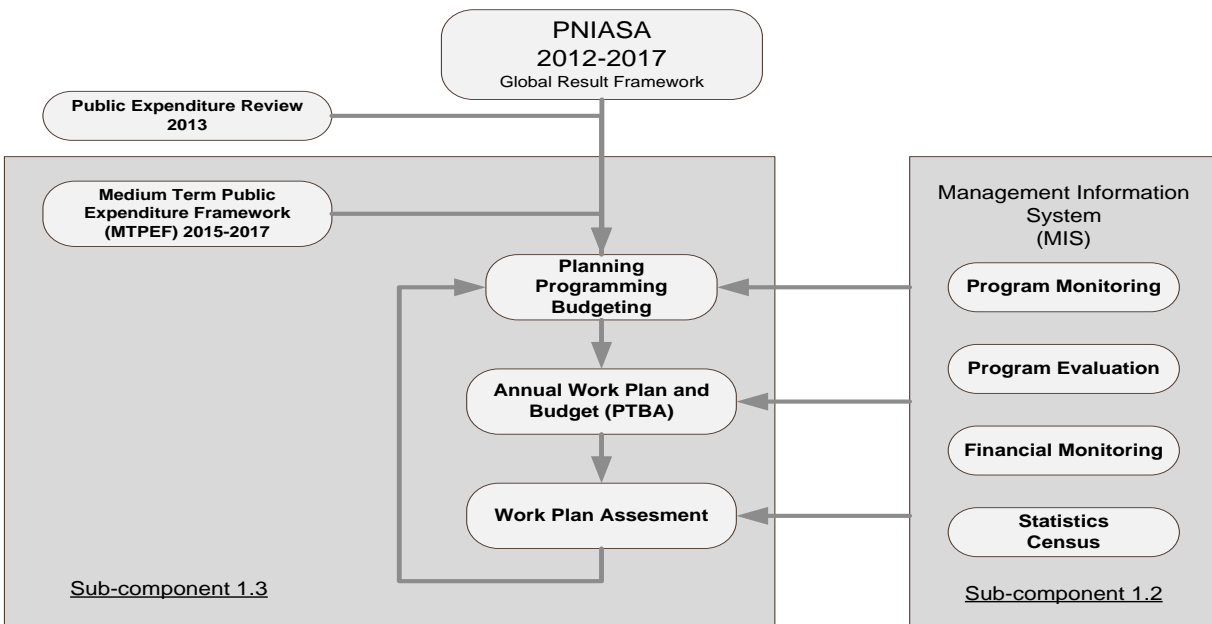 PNIASA
2012-2017
Global Result Framework
Public Expenditure Review
2013
Medium Term Public
Expenditure Framework
(MTPEF) 2015-2017
Planning
Programming
Budgeting
Annual Work Plan and
Budget (PTBA)
Work Plan Assesment
Sub-component 1.3
Management Information
System
(MIS)
Program Monitoring
Program Evaluation
Financial Monitoring
Statistics
Census
Sub-component 1.2